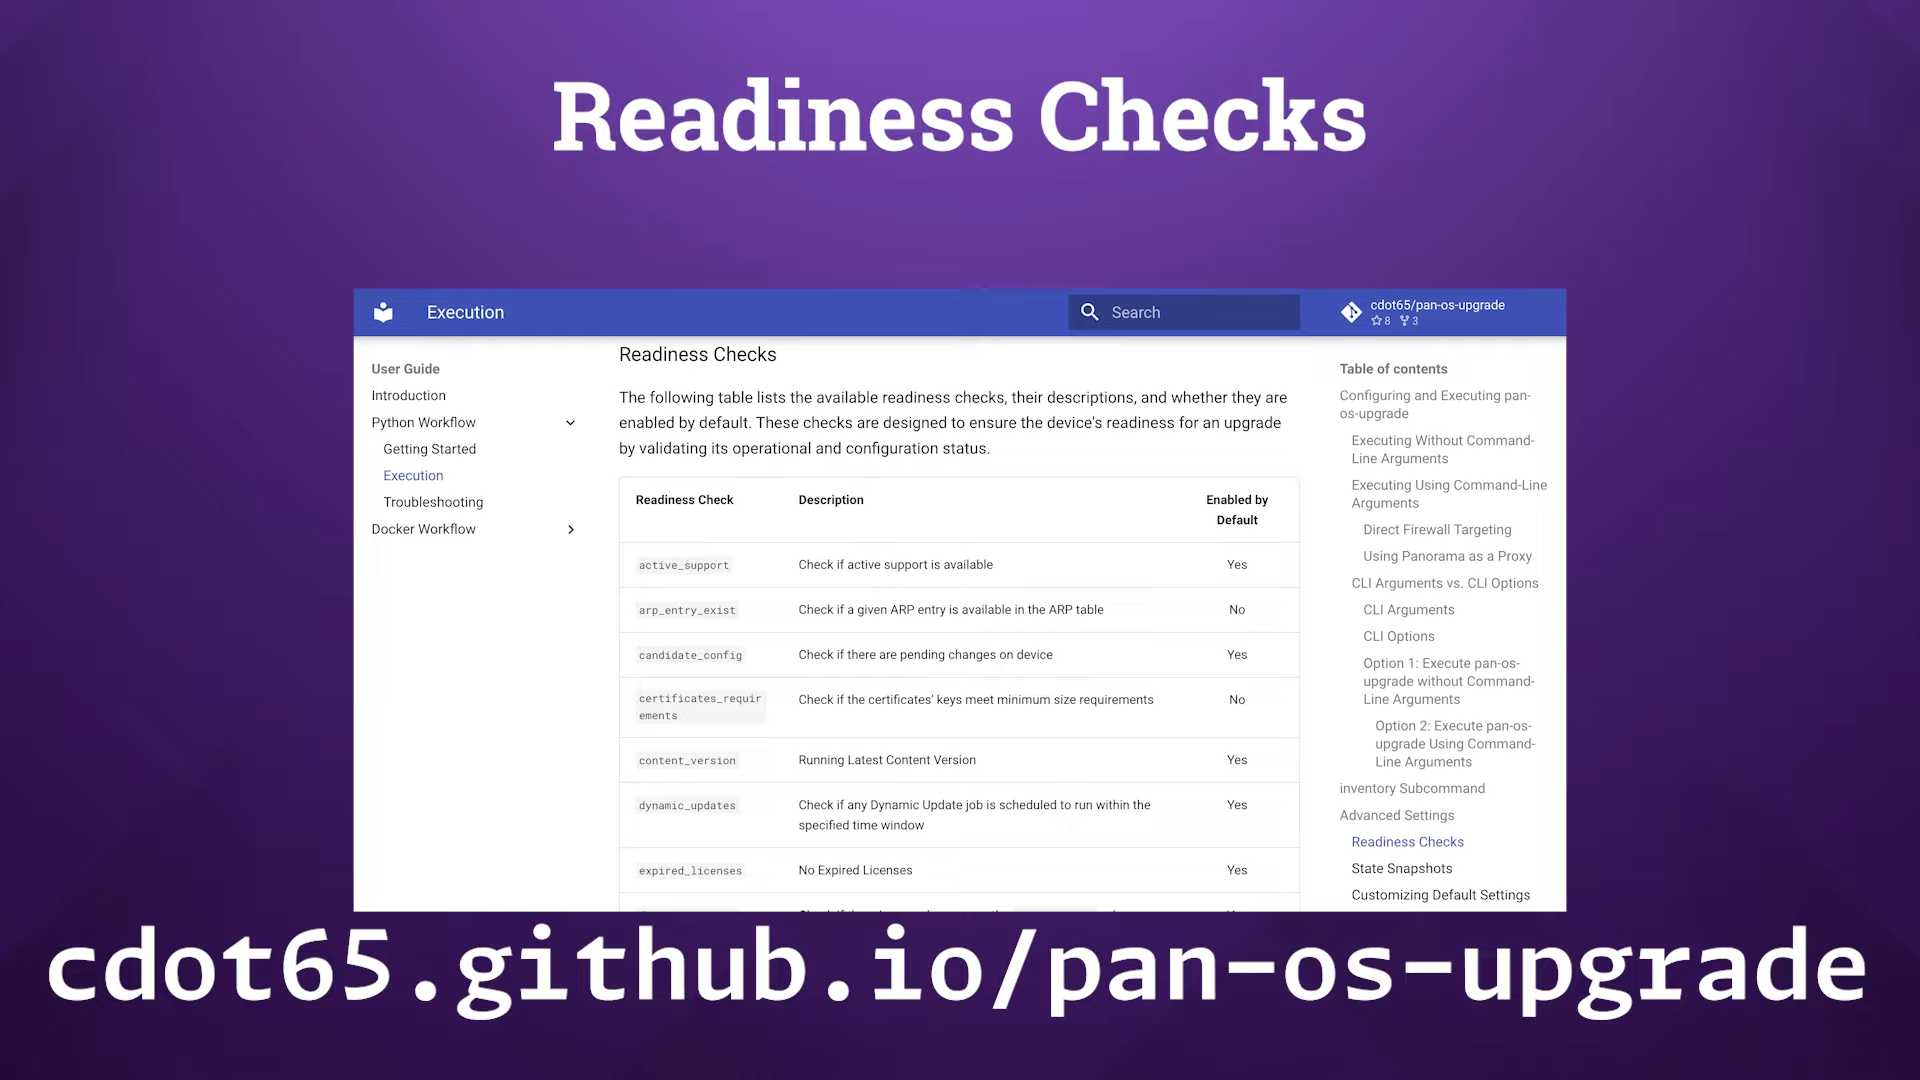 Readiness Checks
Execution
Search
cdot65/pan-os-upgrade
8 3
User Guide
Introduction
Python Workflow
Getting Started
Execution
Troubleshooting
Docker Workflow
Readiness Checks
The following table lists the available readiness checks, their descriptions, and whether they are
enabled by default. These checks are designed to ensure the device's readiness for an upgrade
by validating its operational and configuration status.
Readiness Check Description Enabled by
Default
active_support Check if active support is available Yes
arp_entry_exist Check if a given ARP entry is available in the ARP table No
candidate_config Check if there are pending changes on device Yes
certificates_requir Check if the certificates' keys meet minimum size requirements No
ements
content_version Running Latest Content Version Yes
dynamic_updates Check if any Dynamic Update job is scheduled to run within the Yes
specified time window
expired_licenses No Expired Licenses Yes
Table of contents
Configuring and Executing pan-
os-upgrade
Executing Without Command-
Line Arguments
Executing Using Command-Line
Arguments
Direct Firewall Targeting
Using Panorama as a Proxy
CLI Arguments vs. CLI Options
CLI Arguments
CLI Options
Option 1: Execute pan-os-
upgrade without Command-
Line Arguments
Option 2: Execute pan-os-
upgrade Using Command-
Line Arguments
inventory Subcommand
Advanced Settings
Readiness Checks
State Snapshots
Customizing Default Settings
cdot65.github.io/pan-os-upgrade